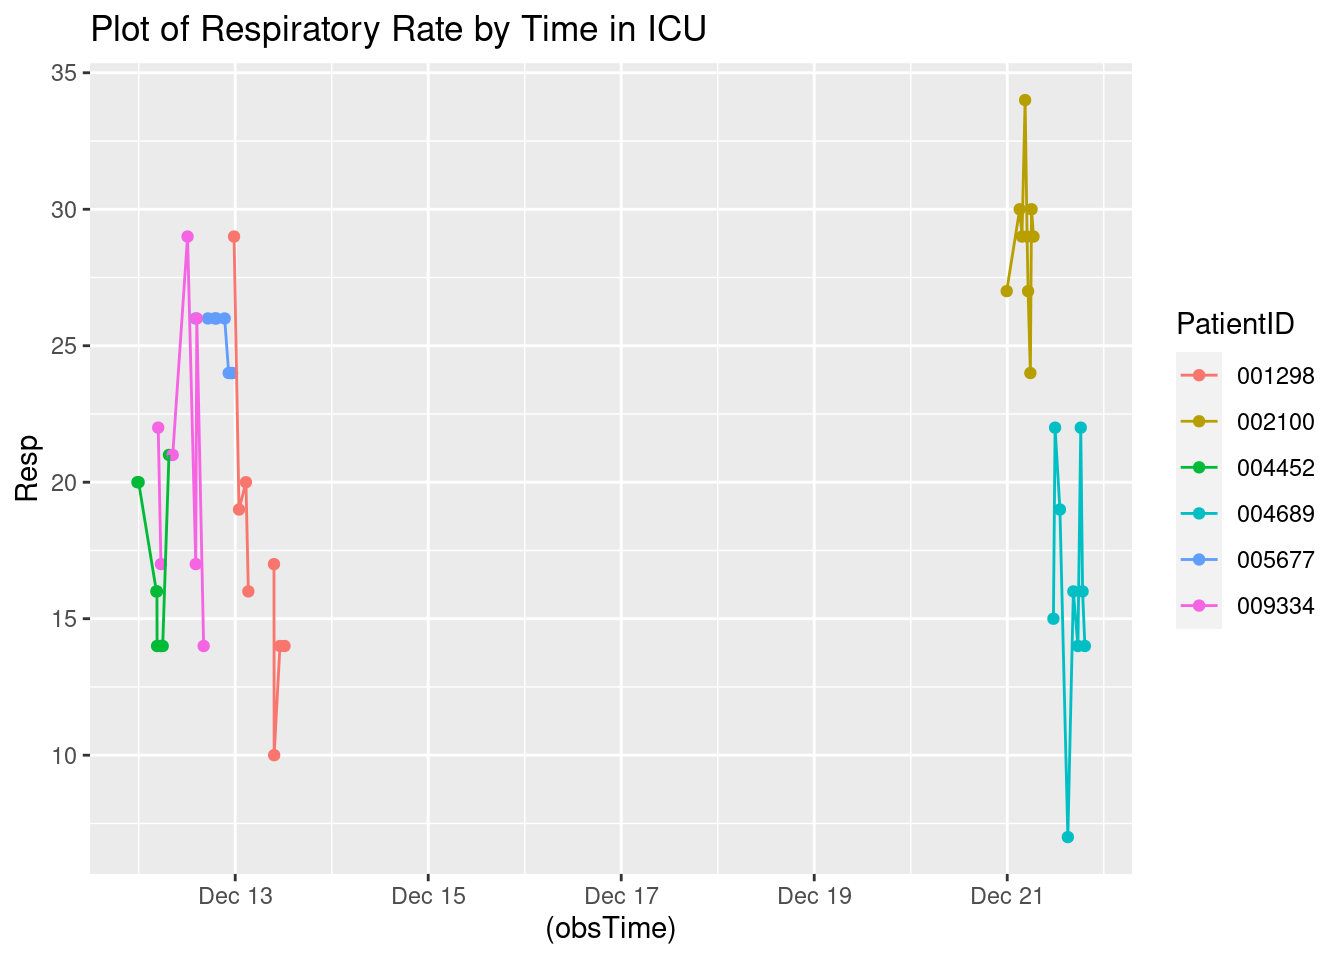 Plot of Respiratory Rate by Time in ICU
35
30
25
20
15
10
Resp
Dec 13
Dec 15
Dec 17
Dec 19
Dec 21
(obsTime)
PatientID
001298
002100
004452
004689
005677
009334